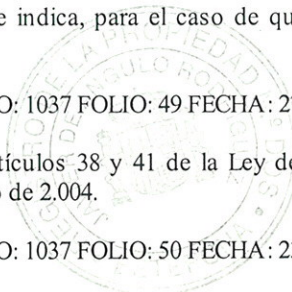 e indica, para el caso de qu
O: 1037 FOLIO: 49 FECHA: 2
tículos 38 y 41 de la Ley de
o de 2.004.
O: 1037 FOLIO: 50 FECHA: 2